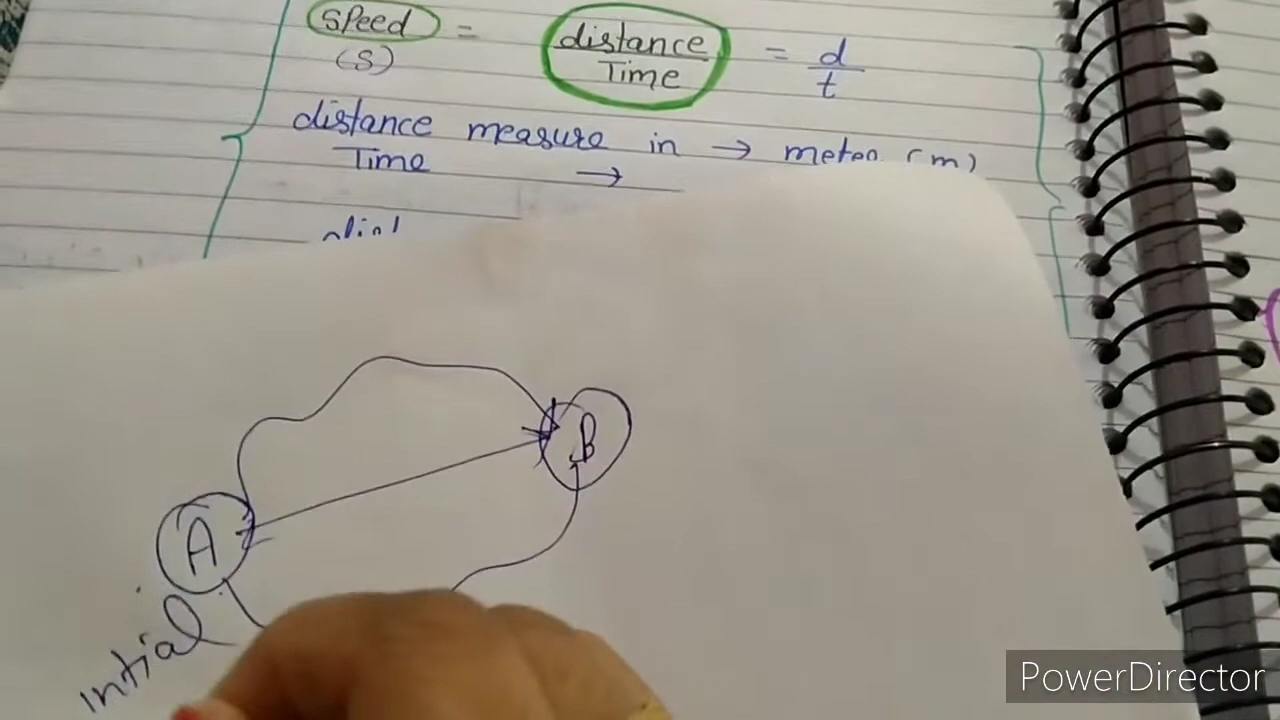 speed = distance / Time = d / t
(s)
distance measure in → meter (m)
Time →
A
B
Intial
PowerDirector